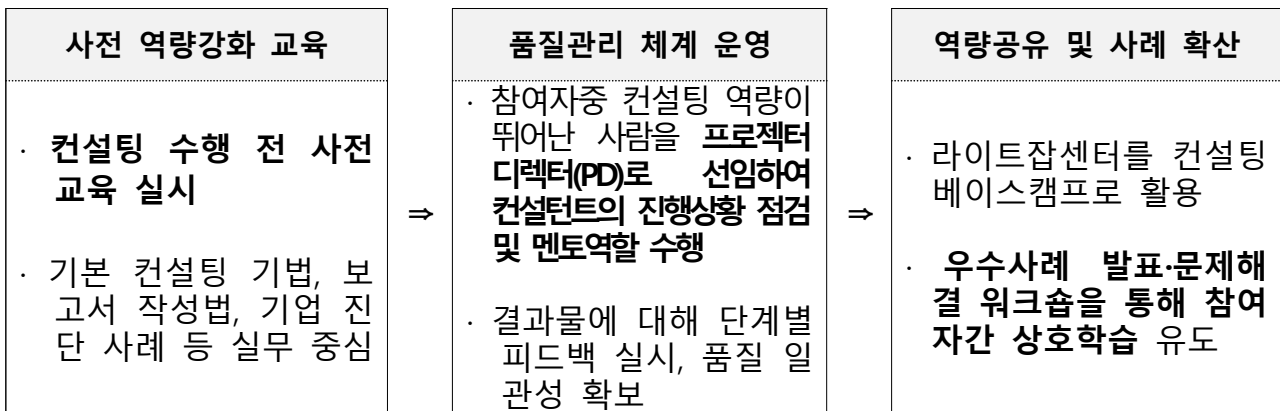 사전 역량강화 교육
· 컨설팅 수행 전 사전
교육 실시
· 기본 컨설팅 기법, 보
고서 작성법, 기업 진
단 사례 등 실무 중심
⇒
품질관리 체계 운영
· 참여자중 컨설팅 역량이
뛰어난 사람을 프로젝터
디렉터(PD)로 선임하여
컨설턴트의 진행상황 점검
및 멘토역할 수행
· 결과물에 대해 단계별
피드백 실시, 품질 일
관성 확보
⇒
역량공유 및 사례 확산
· 라이트잡센터를 컨설팅
베이스캠프로 활용
· 우수사례 발표·문제해
결 워크숍을 통해 참여
자간 상호학습 유도